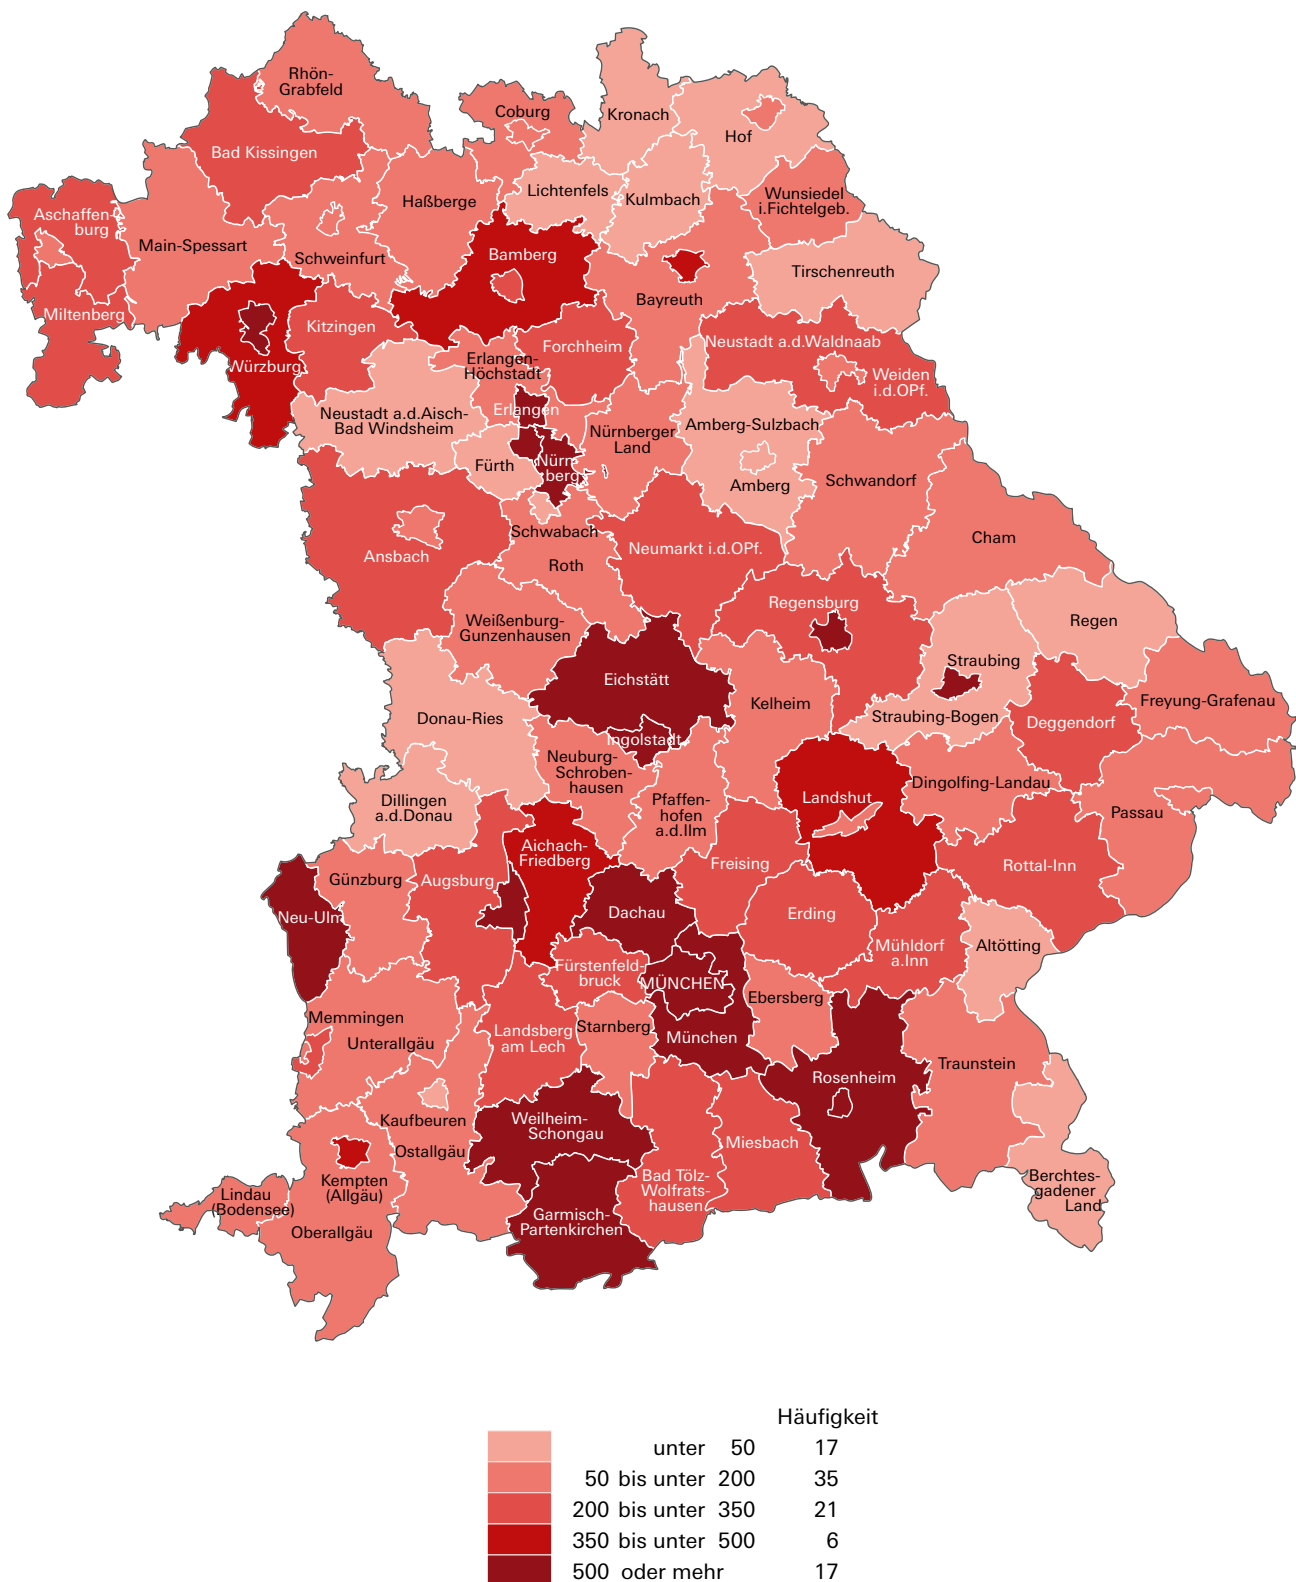 Rhön-
Grabfeld
Coburg
Kronach
Hof
Bad Kissingen
Lichtenfels
Kulmbach
Wunsiedel
i.Fichtelgeb.
Haßberge
Aschaffen-
burg
Main-Spessart
Schweinfurt
Bamberg
Tirschenreuth
Bayreuth
Miltenberg
Kitzingen
Forchheim
Neustadt a.d.Waldnaab
Erlangen-
Höchstadt
Würzburg
Weiden
i.d.OPf.
Neustadt a.d.Aisch-
Bad Windsheim
Erlangen
Nürnberger
Land
Amberg-Sulzbach
Fürth
Nürn-
berg
Amberg
Schwandorf
Schwabach
Cham
Ansbach
Roth
Neumarkt i.d.OPf.
Regensburg
Weißenburg-
Gunzenhausen
Regen
Straubing
Eichstätt
Kelheim
Freyung-Grafenau
Donau-Ries
Straubing-Bogen
Deggendorf
Ingolstadt
Neuburg-
Schroben-
hausen
Dingolfing-Landau
Dillingen
a.d.Donau
Pfaffen-
hofen
a.d.Ilm
Landshut
Passau
Aichach-
Friedberg
Freising
Rottal-Inn
Günzburg
Augsburg
Neu-Ulm
Dachau
Erding
Mühldorf
a.Inn
Altötting
Fürstenfeld-
bruck
MÜNCHEN
Ebersberg
Memmingen
Unterallgäu
Landsberg
am Lech
Starnberg
München
Traunstein
Rosenheim
Kaufbeuren
Weilheim-
Schongau
Miesbach
Ostallgäu
Bad Tölz-
Wolfrats-
hausen
Kempten
(Allgäu)
Lindau
(Bodensee)
Berchtes-
gadener
Land
Garmisch-
Partenkirchen
Oberallgäu
Häufigkeit
unter 50 17
50 bis unter 200 35
200 bis unter 350 21
350 bis unter 500 6
500 oder mehr 17